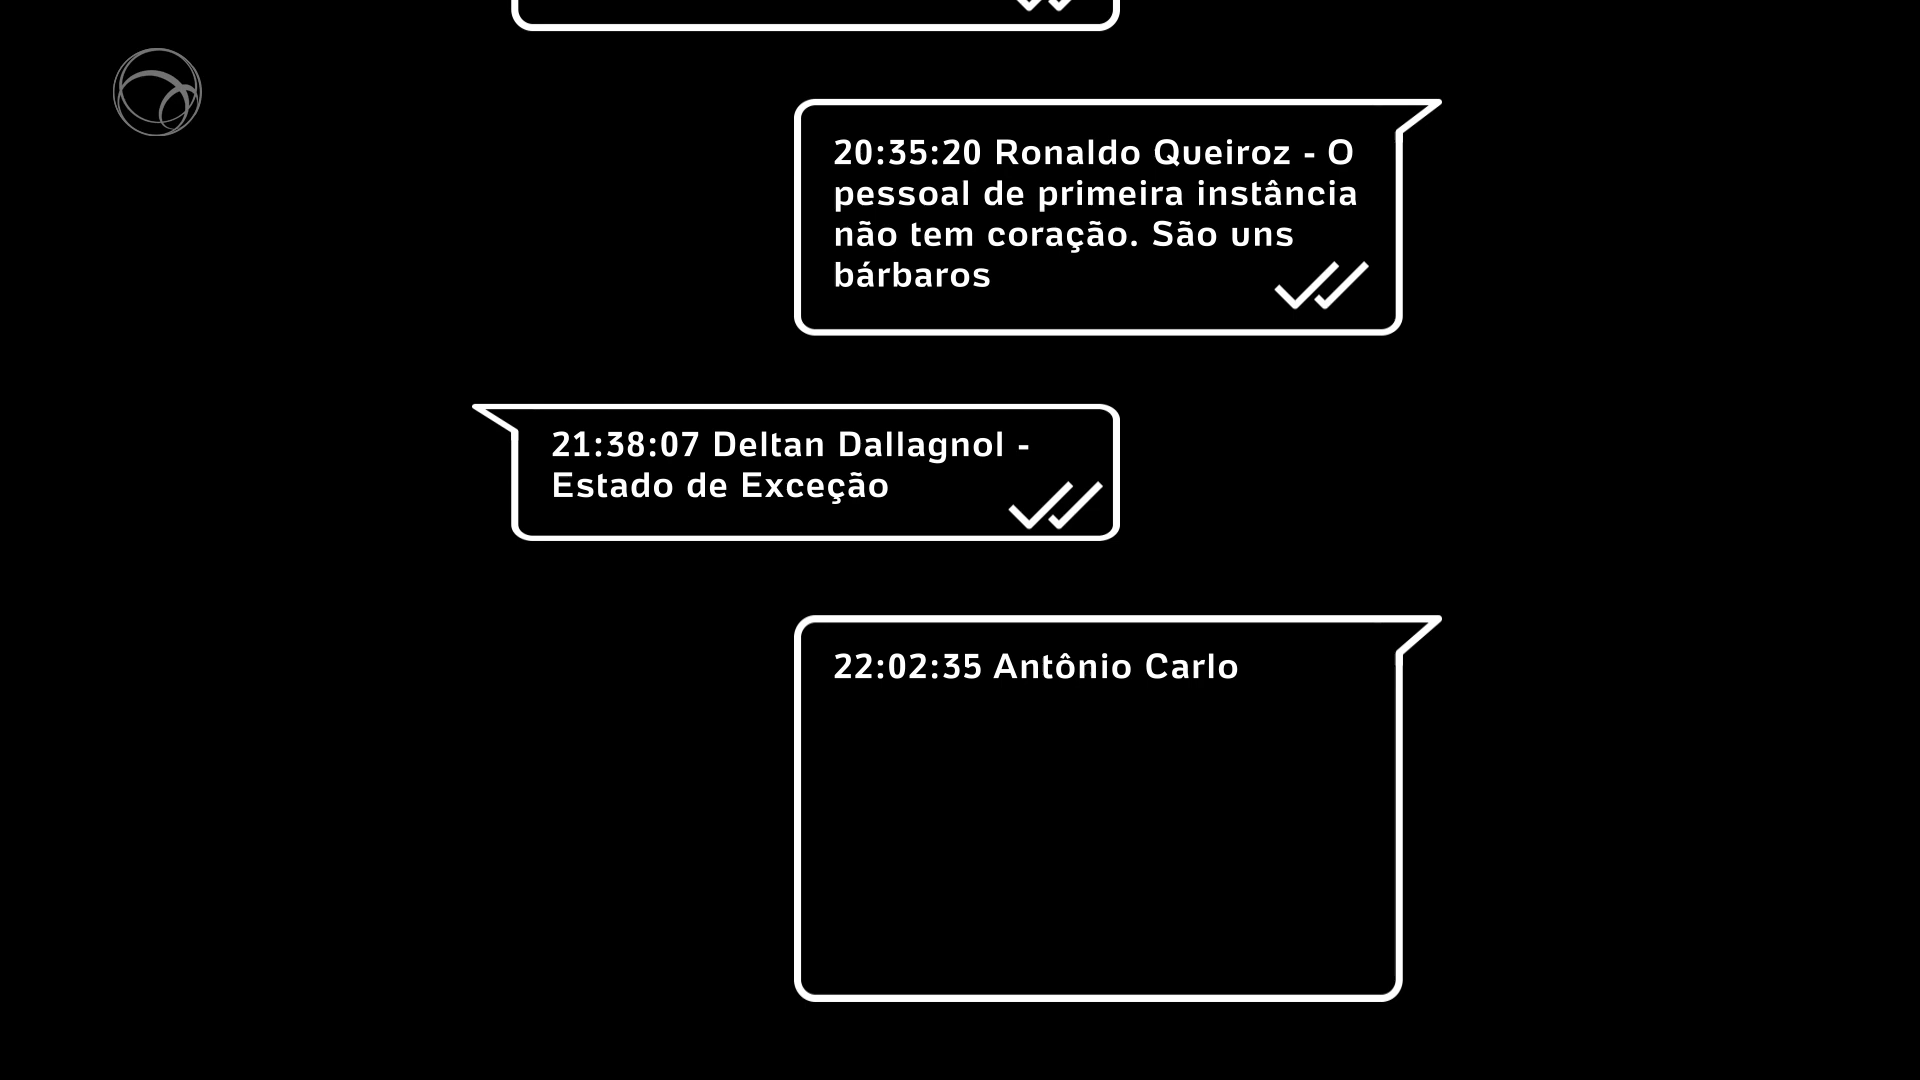 20:35:20 Ronaldo Queiroz - O
pessoal de primeira instância
não tem coração. São uns
bárbaros
21:38:07 Deltan Dallagnol -
Estado de Exceção
22:02:35 Antônio Carlo